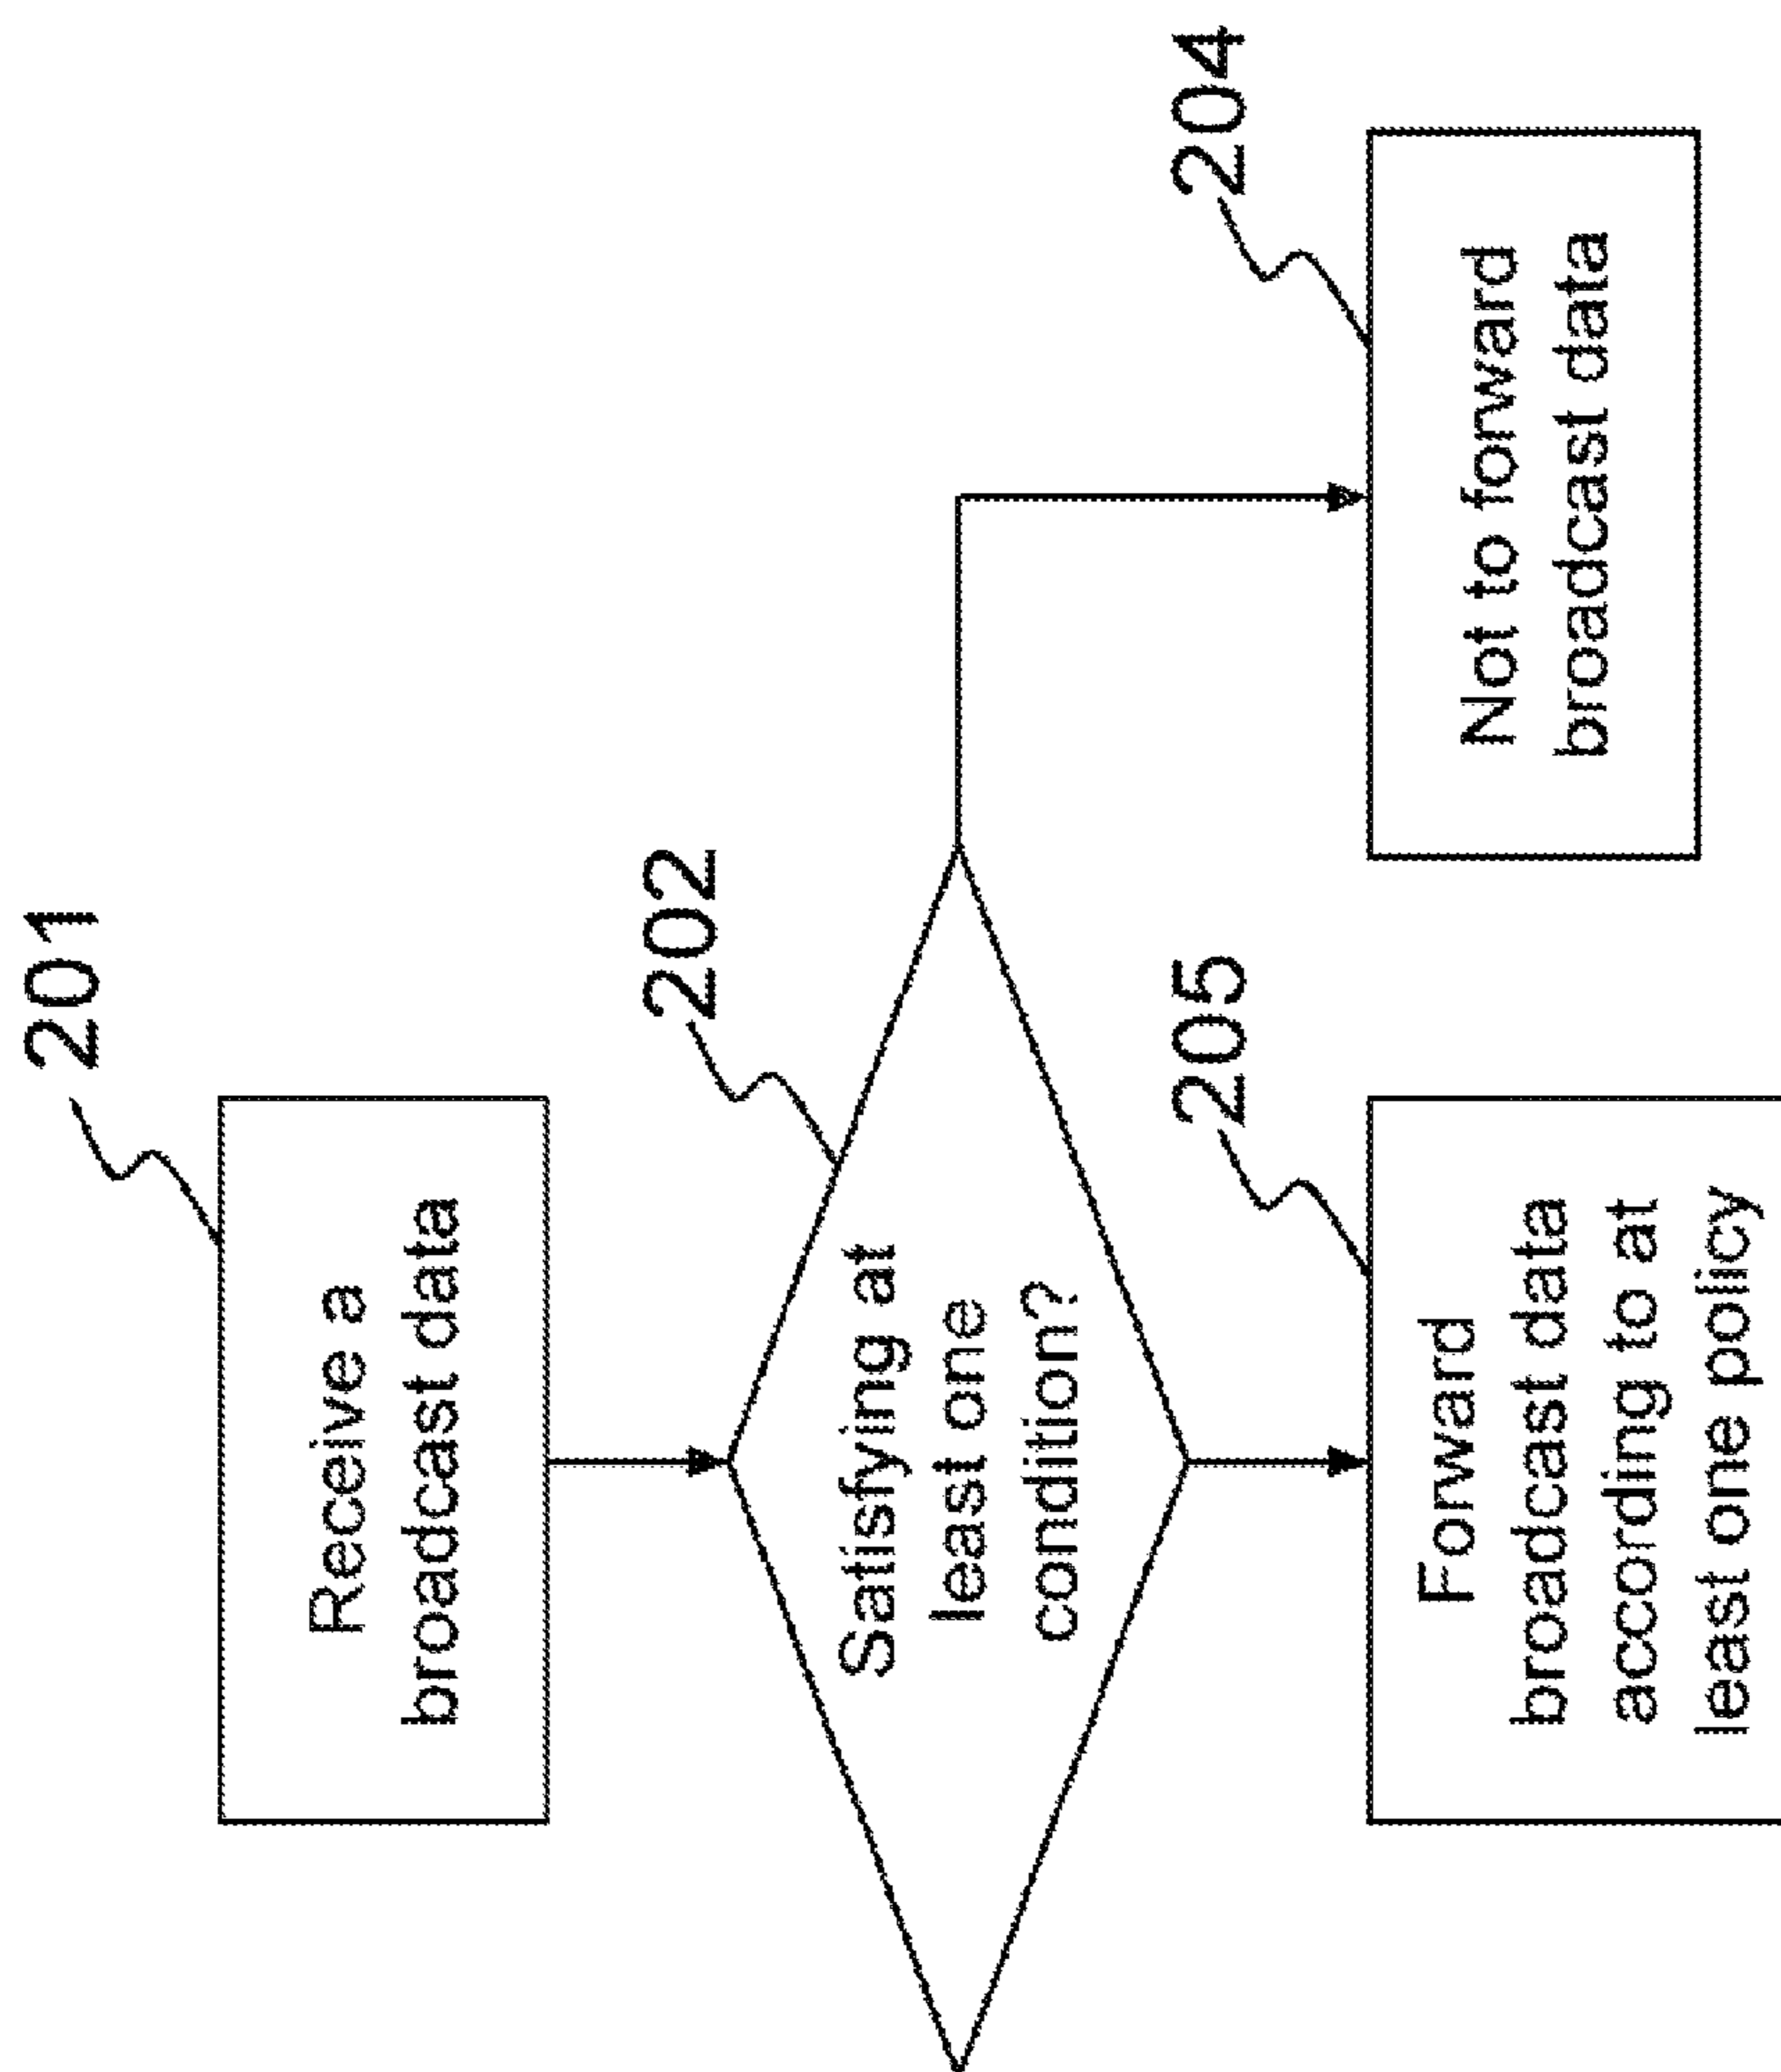 201
Receive a
broadcast data
202
Satisfying at
least one
condition?
205
Forward
broadcast data
according to at
least one policy
204
Not to forward
broadcast data